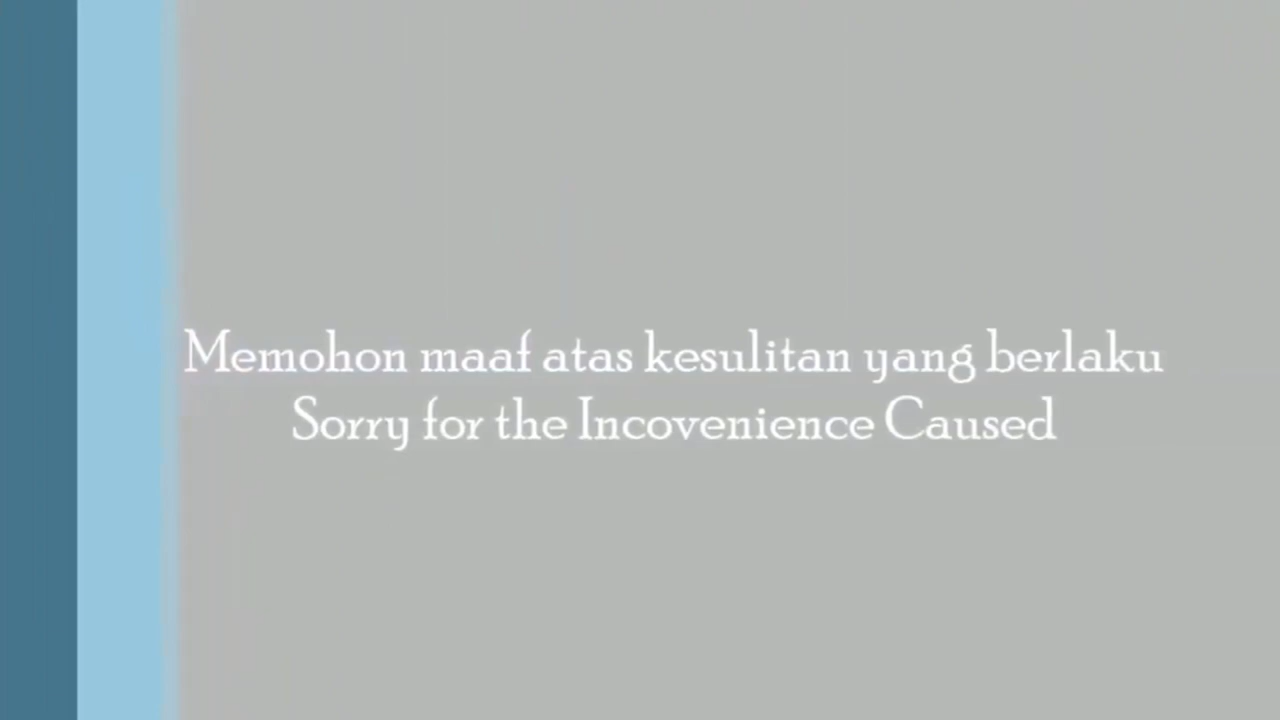 Memohon maaf atas kesulitan yang berlaku
Sorry for the Incovenience Caused